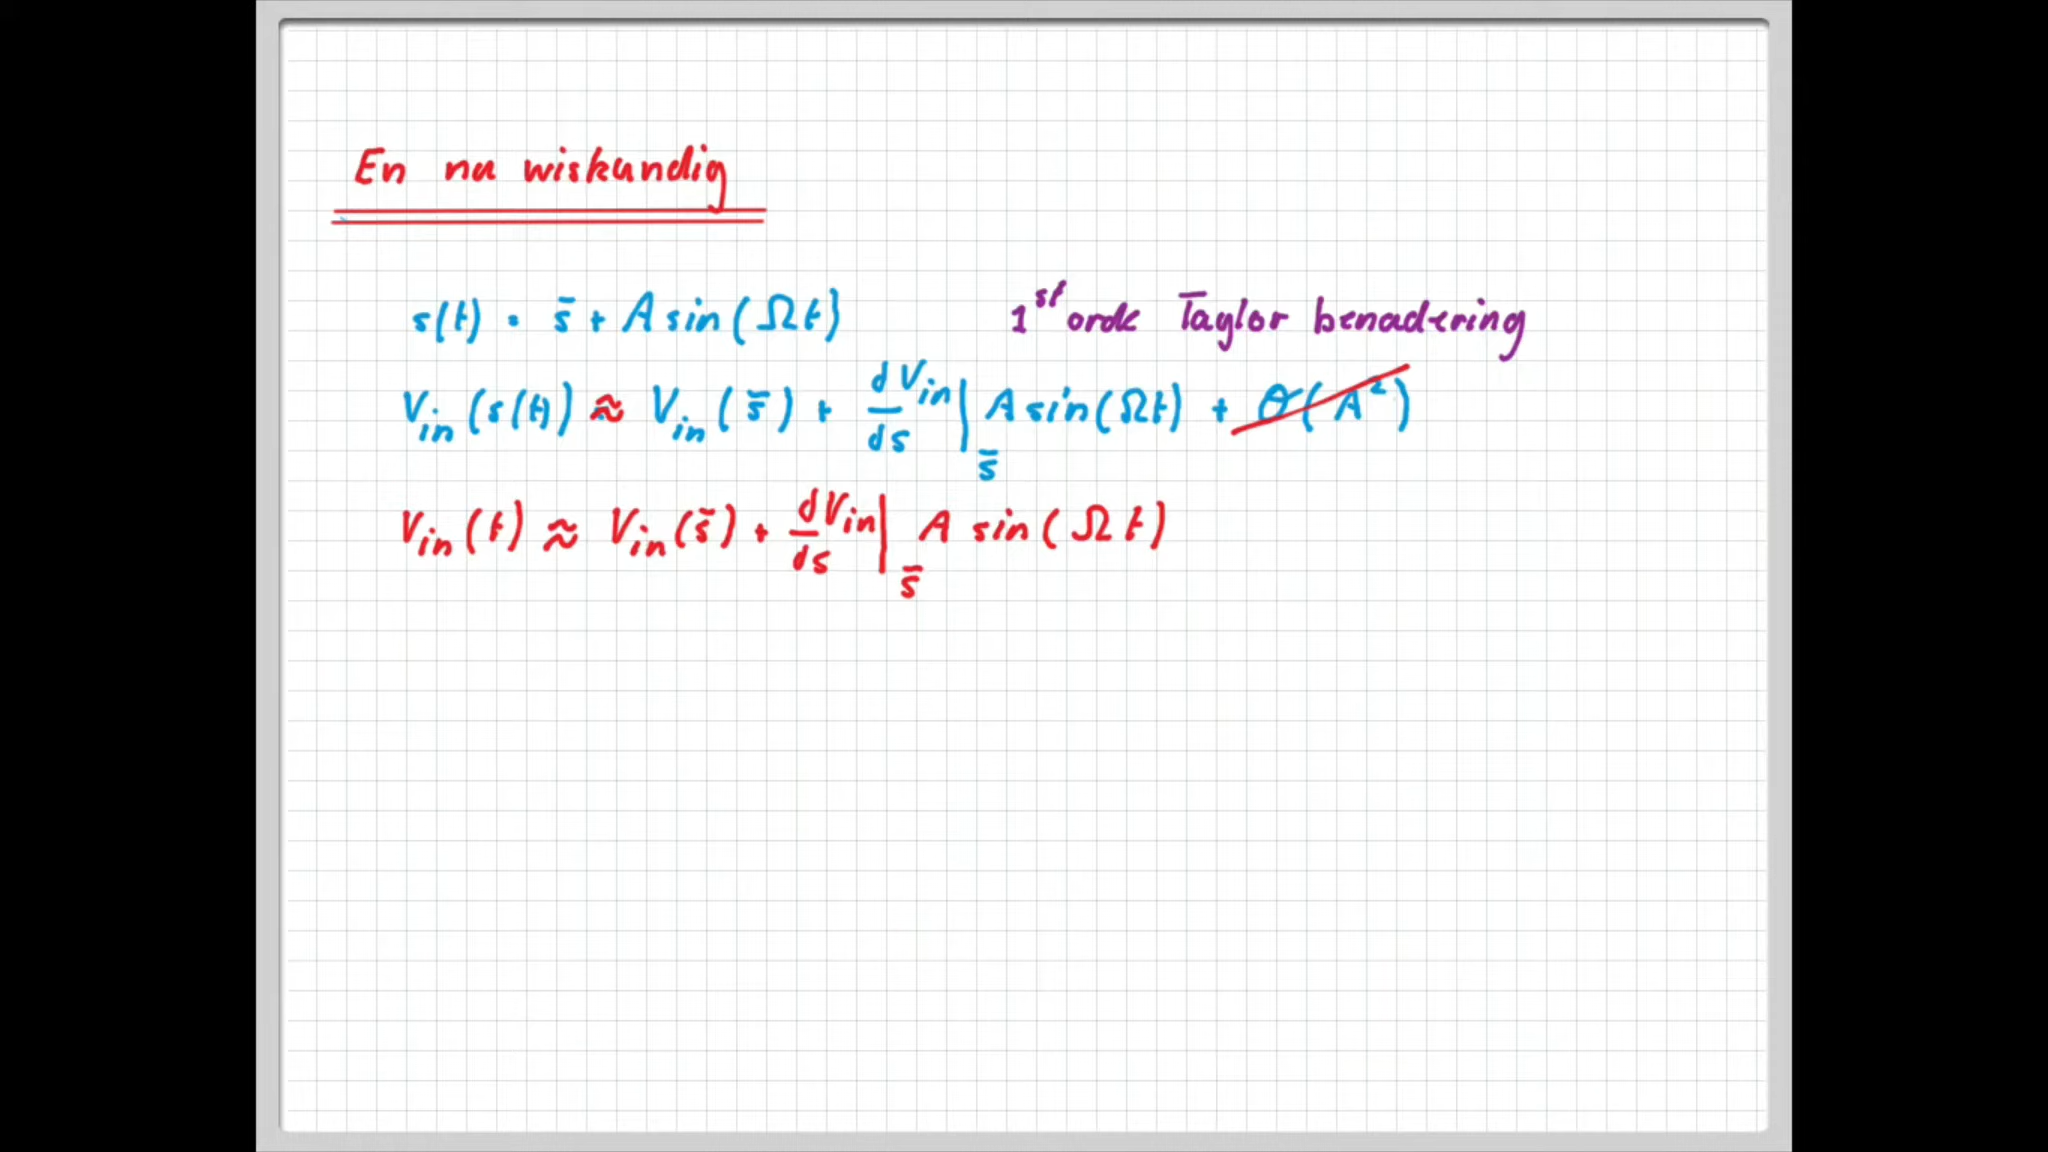 En nu wiskundig
s(t) = s̄ + A sin(Ωt)
1st orde Taylor benadering
V_in(s(t)) ≈ V_in(s̄) + dV_in/ds|_s̄ A sin(Ωt) + O(A²)
V_in(t) ≈ V_in(s̄) + dV_in/ds|_s̄ A sin(Ωt)